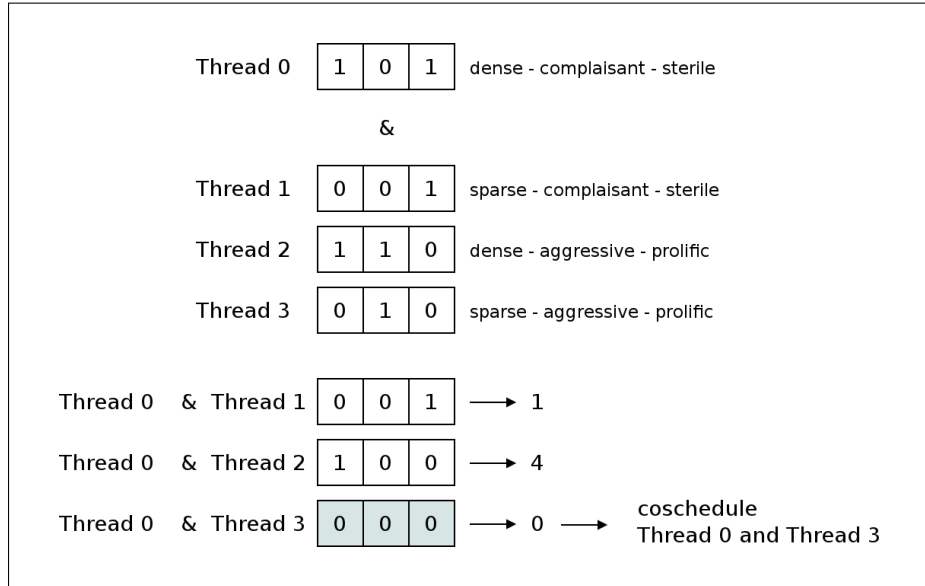 Thread 0 1 0 1 dense - complaisant - sterile
&
Thread 1 0 0 1 sparse - complaisant - sterile
Thread 2 1 1 0 dense - aggressive - prolific
Thread 3 0 1 0 sparse - aggressive - prolific
Thread 0 & Thread 1 0 0 1 1
Thread 0 & Thread 2 1 0 0 4
Thread 0 & Thread 3 0 0 0 0 coschedule
Thread 0 and Thread 3